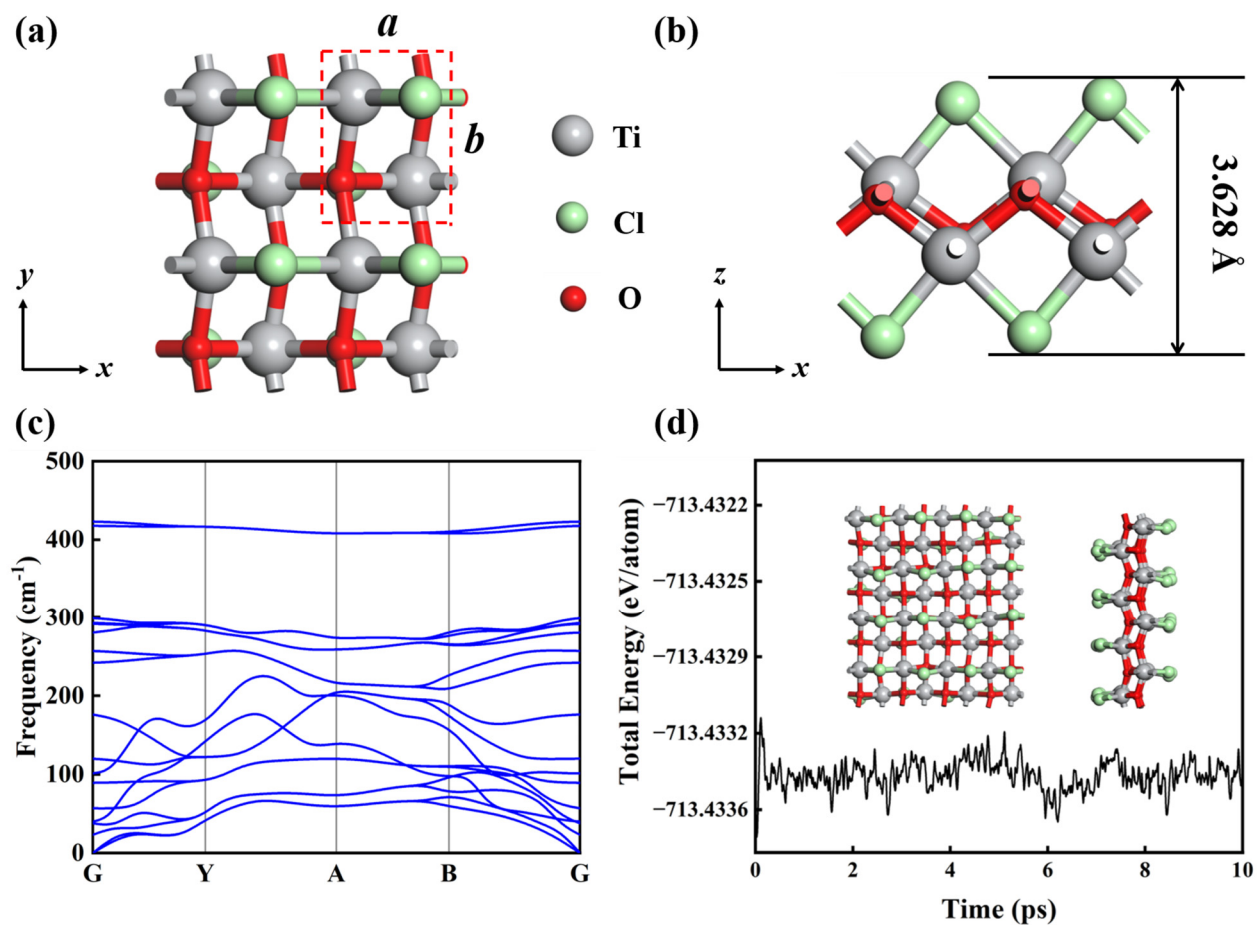 (a)
a
b
Ti
Cl
O
y
x
(b)
3.628 Å
z
x
(c)
Frequency (cm-1)
500
400
300
200
100
0
G
Y
A
B
G
(d)
Total Energy (eV/atom)
−713.4322
−713.4325
−713.4329
−713.4332
−713.4336
0
2
4
6
8
10
Time (ps)